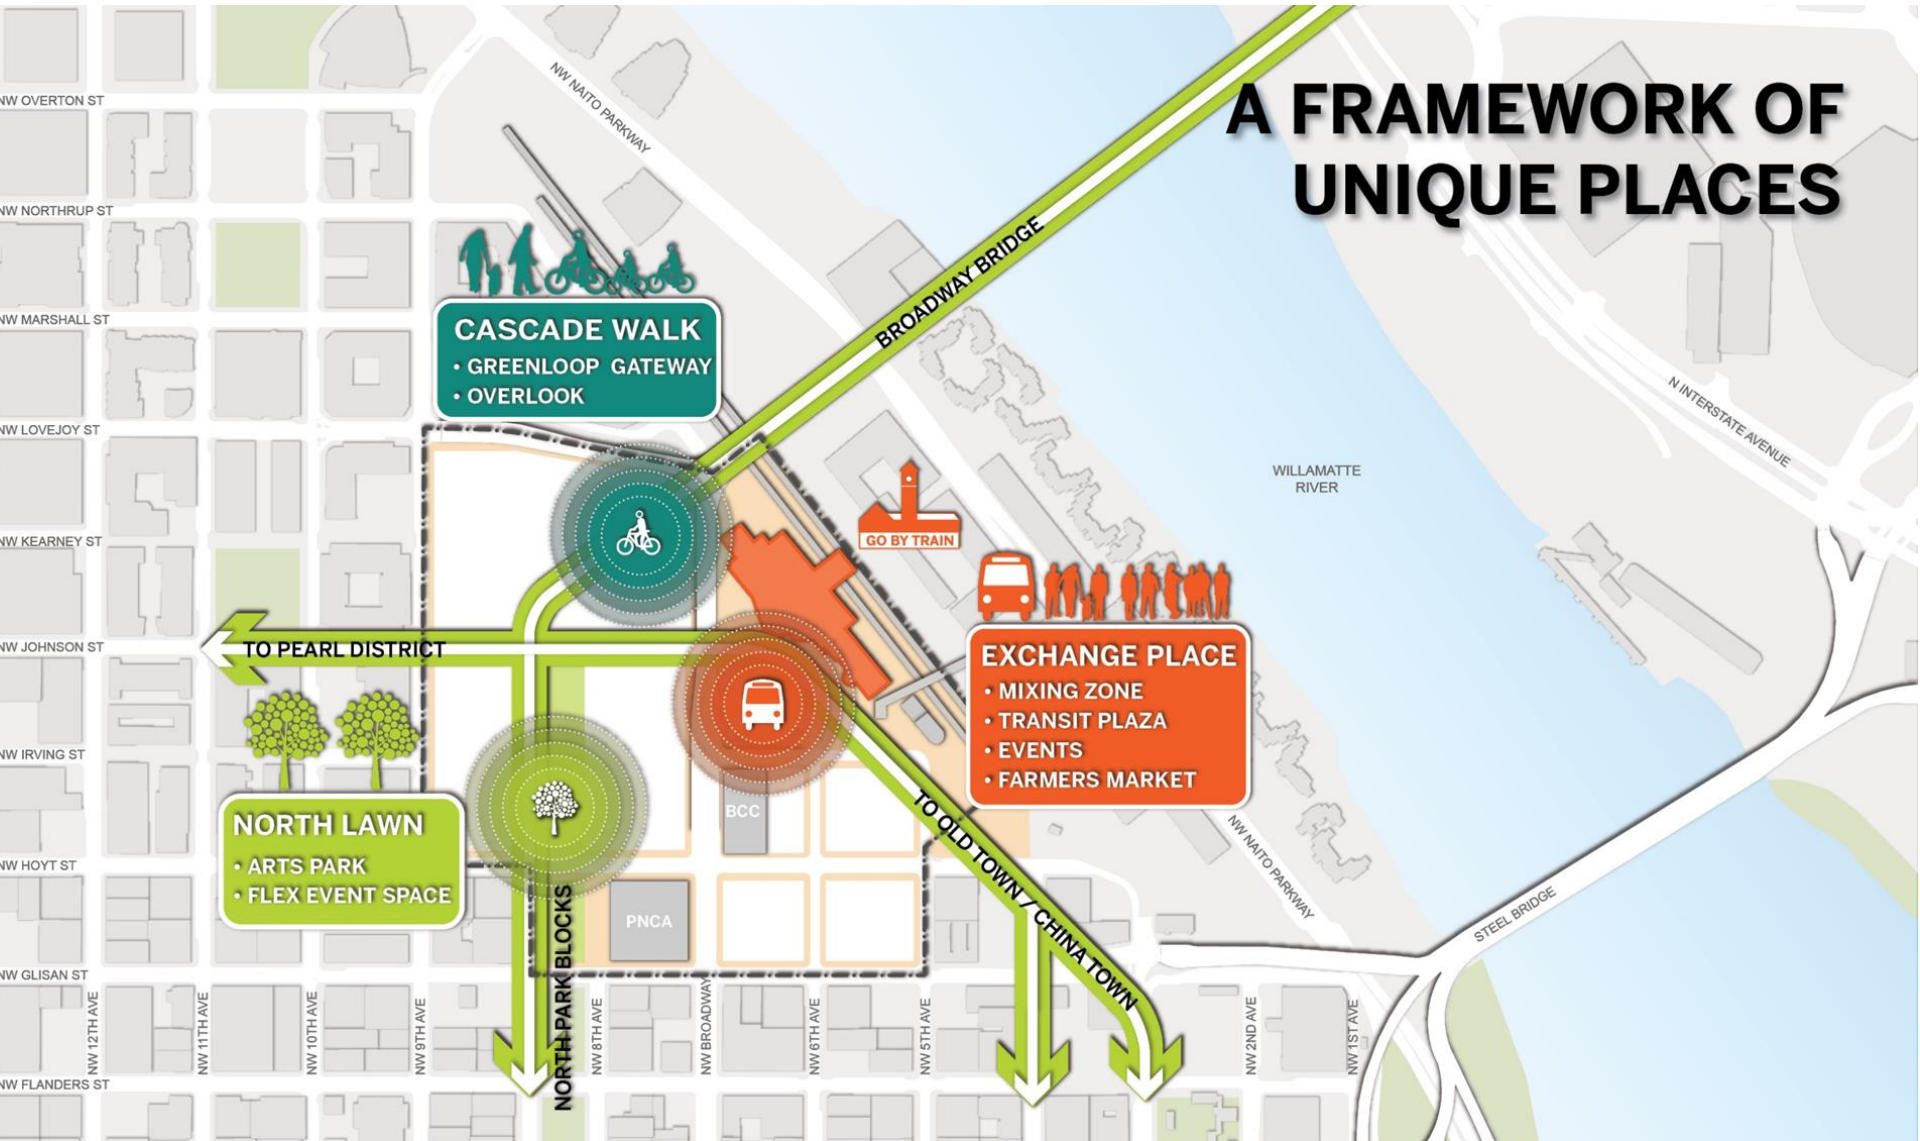 A FRAMEWORK OF
UNIQUE PLACES
NW OVERTON ST
NW NORTHRUP ST
NW MARSHALL ST
NW LOVEJOY ST
NW KEARNEY ST
NW JOHNSON ST
NW IRVING ST
NW HOYT ST
NW GLISAN ST
NW FLANDERS ST
NW NAITO PARKWAY
BROADWAY BRIDGE
CASCADE WALK
• GREENLOOP GATEWAY
• OVERLOOK
N INTERSTATE AVENUE
WILLAMATTE
RIVER
GO BY TRAIN
TO PEARL DISTRICT
EXCHANGE PLACE
• MIXING ZONE
• TRANSIT PLAZA
• EVENTS
• FARMERS MARKET
NORTH LAWN
• ARTS PARK
• FLEX EVENT SPACE
BCC
PNCA
TO OLD TOWN / CHINA TOWN
NW NAITO PARKWAY
STEEL BRIDGE
NORTH PARK BLOCKS
NW 12TH AVE
NW 11TH AVE
NW 10TH AVE
NW 9TH AVE
NW 8TH AVE
NW BROADWAY
NW 6TH AVE
NW 5TH AVE
NW 2ND AVE
NW 1ST AVE